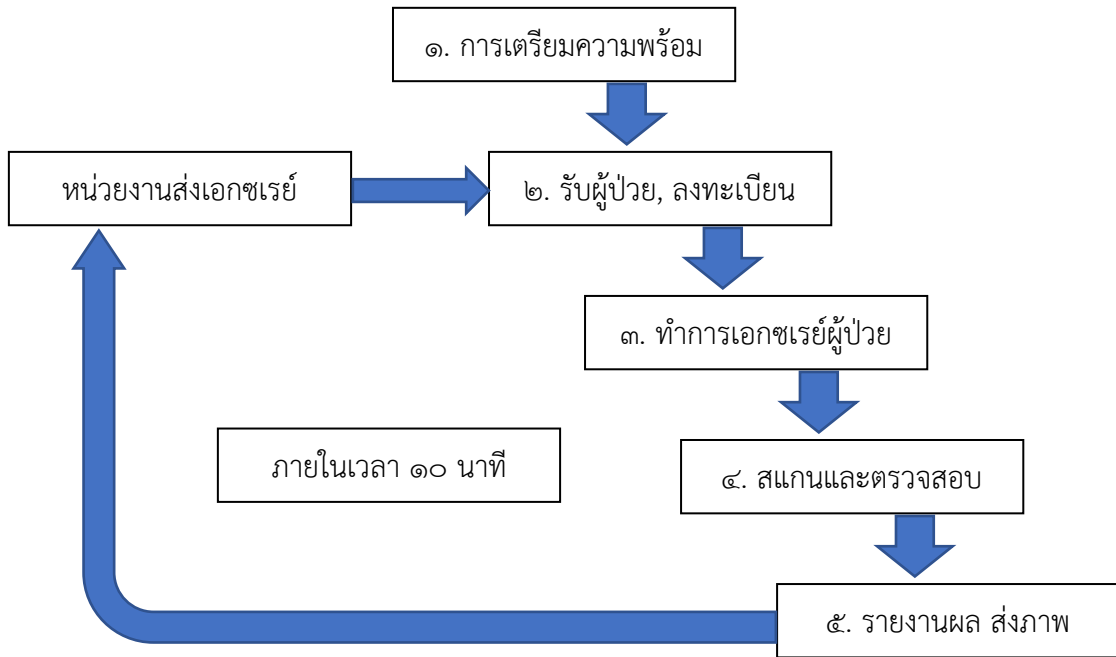 ๑. การเตรียมความพร้อม
หน่วยงานส่งเอกซเรย์
๒. รับผู้ป่วย, ลงทะเบียน
๓. ทำการเอกซเรย์ผู้ป่วย
ภายในเวลา ๑๐ นาที
๔. สแกนและตรวจสอบ
๕. รายงานผล ส่งภาพ